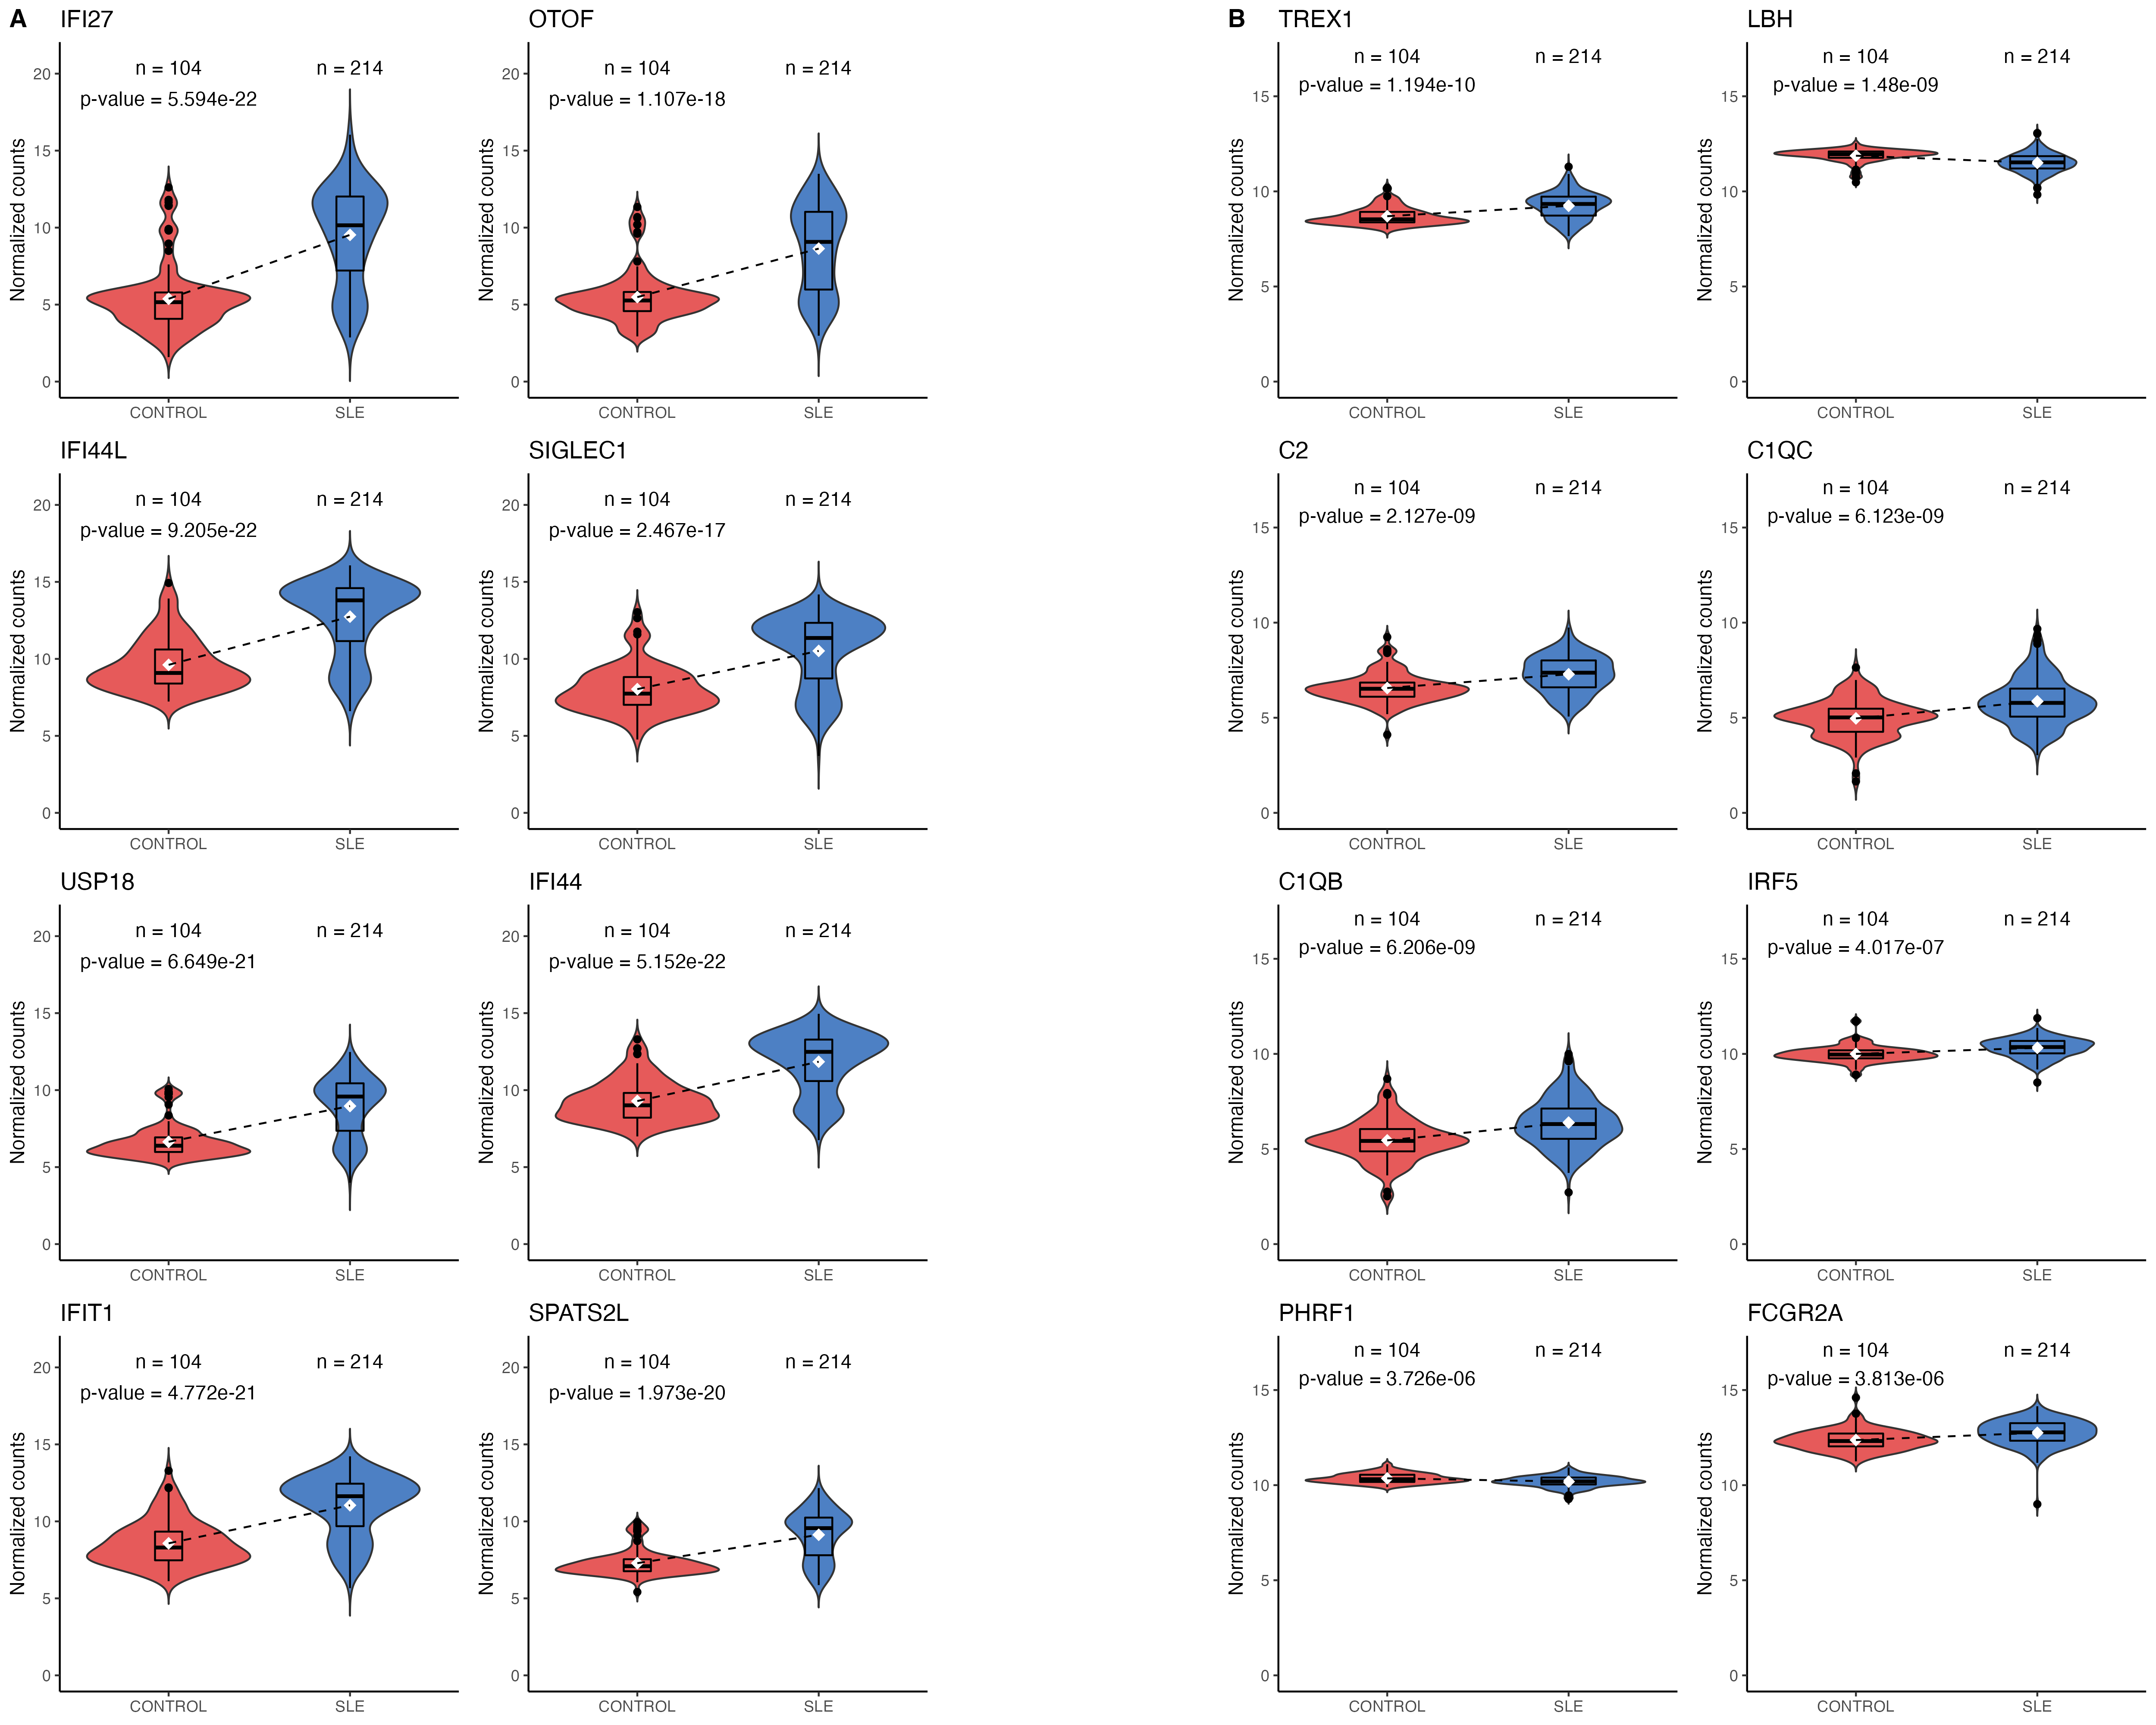 A
IFI27
n = 104
n = 214
p-value = 5.594e-22
Normalized counts
20
15
10
5
0
CONTROL
SLE
OTOF
n = 104
n = 214
p-value = 1.107e-18
Normalized counts
20
15
10
5
0
CONTROL
SLE
B
TREX1
n = 104
n = 214
p-value = 1.194e-10
Normalized counts
15
10
5
0
CONTROL
SLE
LBH
n = 104
n = 214
p-value = 1.48e-09
Normalized counts
15
10
5
0
CONTROL
SLE
IFI44L
n = 104
n = 214
p-value = 9.205e-22
Normalized counts
20
15
10
5
0
CONTROL
SLE
SIGLEC1
n = 104
n = 214
p-value = 2.467e-17
Normalized counts
20
15
10
5
0
CONTROL
SLE
C2
n = 104
n = 214
p-value = 2.127e-09
Normalized counts
15
10
5
0
CONTROL
SLE
C1QC
n = 104
n = 214
p-value = 6.123e-09
Normalized counts
15
10
5
0
CONTROL
SLE
USP18
n = 104
n = 214
p-value = 6.649e-21
Normalized counts
20
15
10
5
0
CONTROL
SLE
IFI44
n = 104
n = 214
p-value = 5.152e-22
Normalized counts
20
15
10
5
0
CONTROL
SLE
C1QB
n = 104
n = 214
p-value = 6.206e-09
Normalized counts
15
10
5
0
CONTROL
SLE
IRF5
n = 104
n = 214
p-value = 4.017e-07
Normalized counts
15
10
5
0
CONTROL
SLE
IFIT1
n = 104
n = 214
p-value = 4.772e-21
Normalized counts
20
15
10
5
0
CONTROL
SLE
SPATS2L
n = 104
n = 214
p-value = 1.973e-20
Normalized counts
20
15
10
5
0
CONTROL
SLE
PHRF1
n = 104
n = 214
p-value = 3.726e-06
Normalized counts
15
10
5
0
CONTROL
SLE
FCGR2A
n = 104
n = 214
p-value = 3.813e-06
Normalized counts
15
10
5
0
CONTROL
SLE